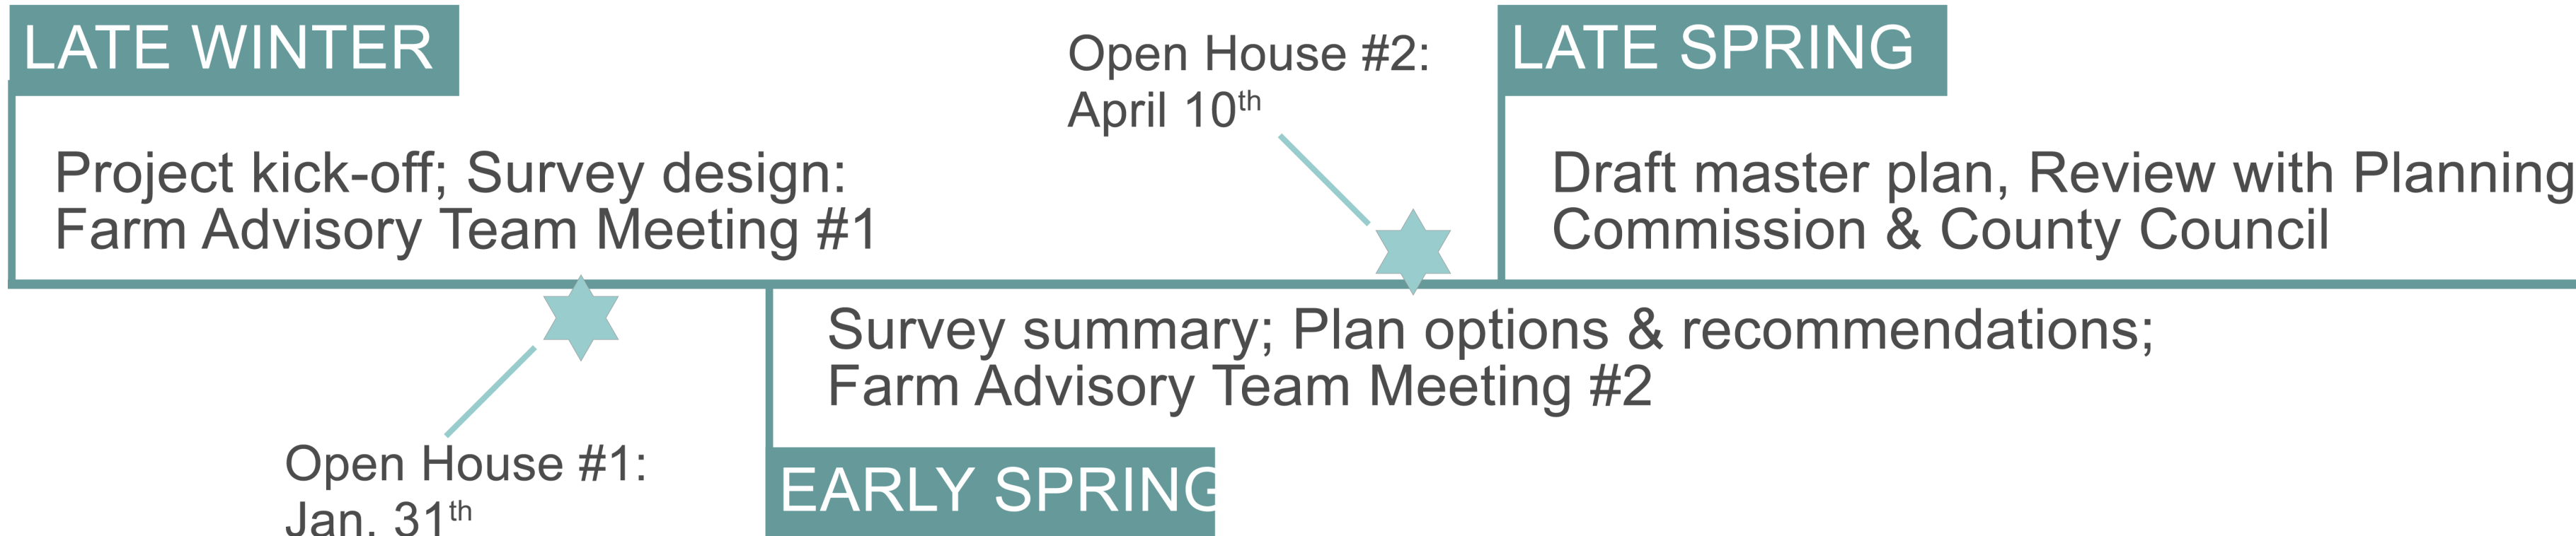 LATE WINTER
Project kick-off; Survey design:
Farm Advisory Team Meeting #1
Open House #1:
Jan. 31th
Survey summary; Plan options & recommendations;
Farm Advisory Team Meeting #2
EARLY SPRING
Open House #2:
April 10th
LATE SPRING
Draft master plan, Review with Planning
Commission & County Council